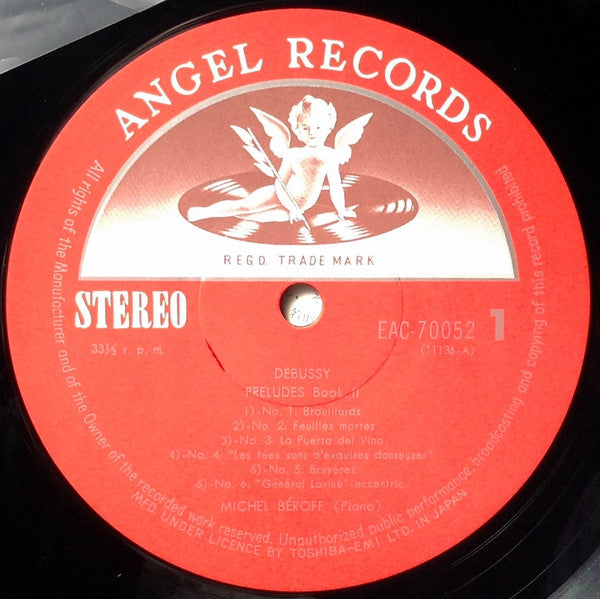 ANGEL RECORDS
REGD. TRADE MARK
STEREO
33⅓ r. p. m.
EAC-70052 1
(11136-A)
DEBUSSY
PRELUDES, Book II
1)-No. 1. Brouillards
2)-No. 2. Feuilles mortes
3)-No. 3. La Puerta del Vino
4)-No. 4. "Les fées sont d'exquises danseuses"
5)-No. 5. Bruyères
6)-No. 6. "Général Lavine"-eccentric
MICHEL BÉROFF (Piano)
All rights of the Manufacturer and of the Owner of the recorded work reserved. Unauthorized public performance, broadcasting and copying of this record prohibited
MFD UNDER LICENCE BY TOSHIBA-EMI LTD. IN JAPAN